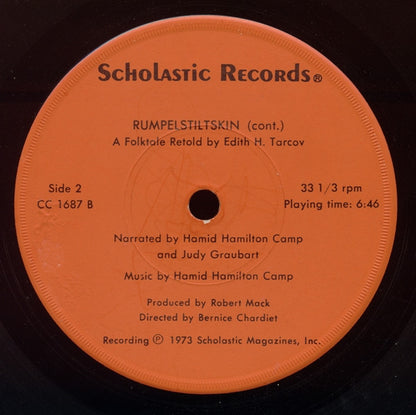 Scholastic Records®
RUMPELSTILTSKIN (cont.)
A Folktale Retold by Edith H. Tarcov
Side 2
CC 1687 B
33 1/3 rpm
Playing time: 6:46
Narrated by Hamid Hamilton Camp
and Judy Graubart
Music by Hamid Hamilton Camp
Produced by Robert Mack
Directed by Bernice Chardiet
Recording ℗ 1973 Scholastic Magazines, Inc.